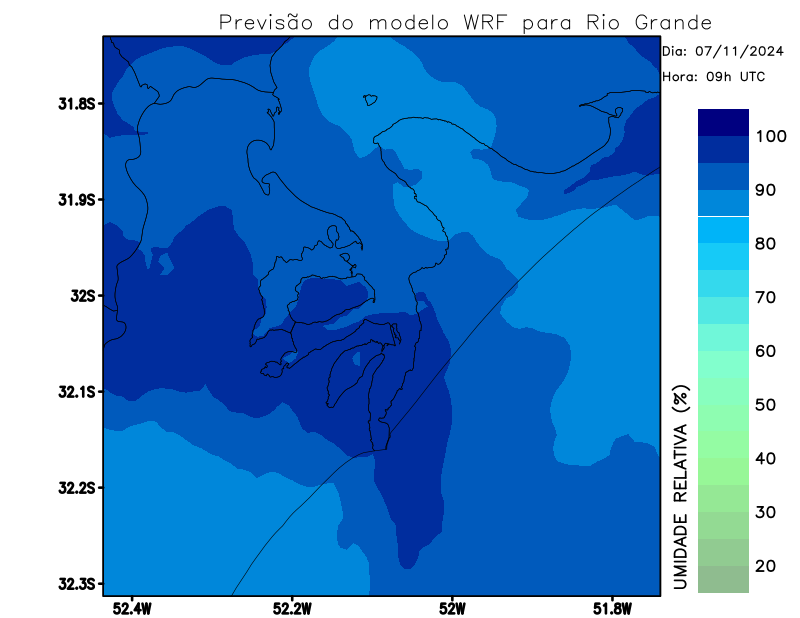 Previsão do modelo WRF para Rio Grande
Dia: 07/11/2024
Hora: 09h UTC
31.8S
31.9S
32S
32.1S
32.2S
32.3S
52.4W
52.2W
52W
51.8W
100
90
80
70
60
50
40
30
20
UMIDADE RELATIVA (%)